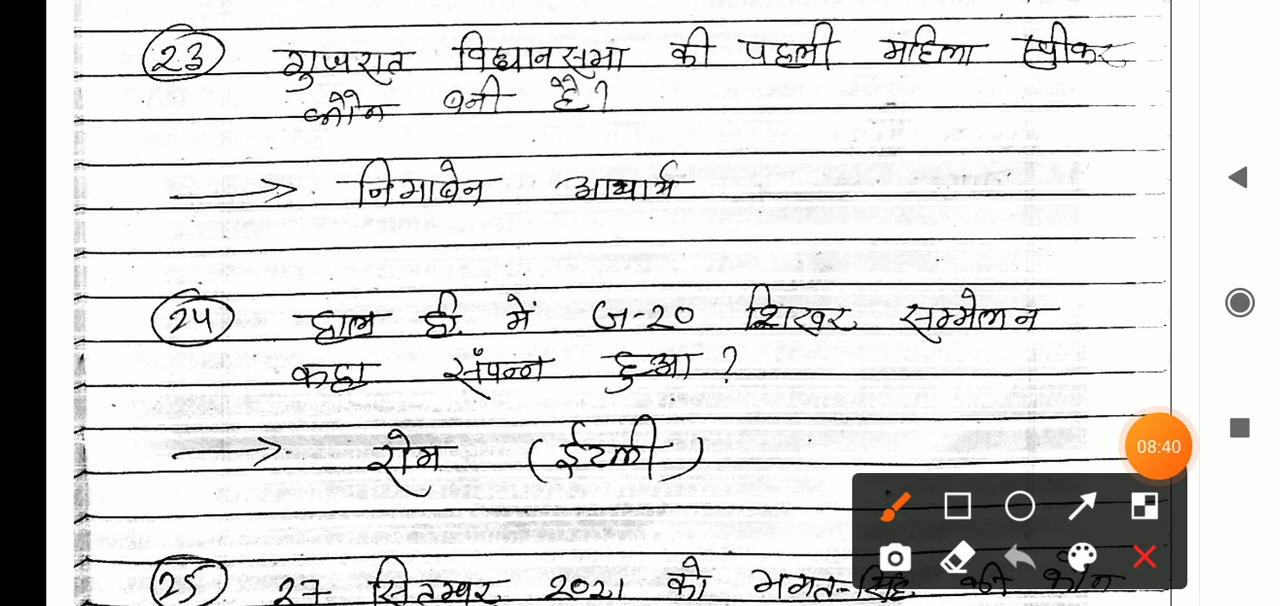 23 गुजरात विधानसभा की पहली महिला स्पीकर
कौन बनी है?
→ निमाबेन आचार्य
24 हाल ही में ज-20 शिखर सम्मेलन
कहा संपन्न हुआ?
→ रोम (ईटली)
08:40
25 27 सितम्बर 2021 को भगत-सिंह की कौन